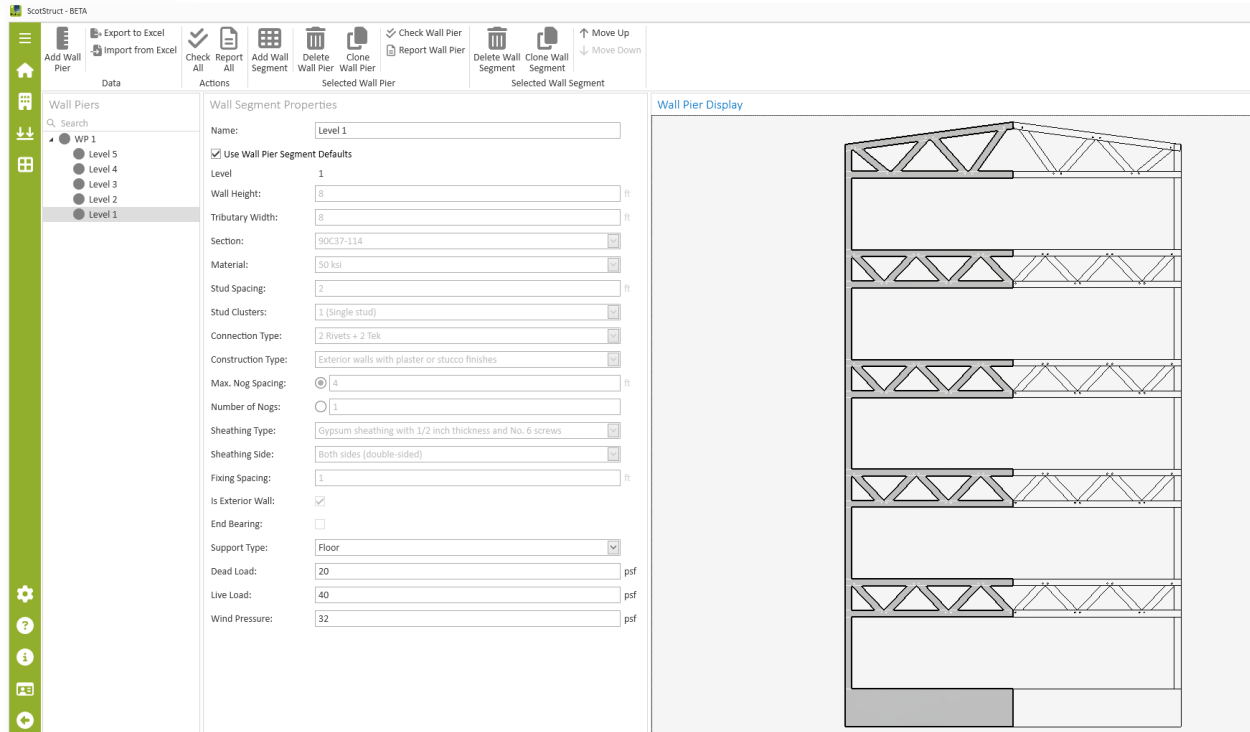 ScotStruct - BETA
Add Wall Pier
Export to Excel
Import from Excel
Data
Check All
Report All
Actions
Add Wall Segment
Delete Wall Pier
Clone Wall Pier
Check Wall Pier
Report Wall Pier
Selected Wall Pier
Delete Wall Segment
Clone Wall Segment
Move Up
Move Down
Selected Wall Segment
Wall Piers
Search
WP 1
Level 5
Level 4
Level 3
Level 2
Level 1
Wall Segment Properties
Name: Level 1
Use Wall Pier Segment Defaults
Level 1
Wall Height: 8 ft
Tributary Width: 8 ft
Section: 90C37-114
Material: 50 ksi
Stud Spacing: 2 ft
Stud Clusters: 1 (Single stud)
Connection Type: 2 Rivets + 2 Tek
Construction Type: Exterior walls with plaster or stucco finishes
Max. Nog Spacing: 4 ft
Number of Nogs: 1
Sheathing Type: Gypsum sheathing with 1/2 inch thickness and No. 6 screws
Sheathing Side: Both sides (double-sided)
Fixing Spacing: 1 ft
Is Exterior Wall:
End Bearing:
Support Type: Floor
Dead Load: 20 psf
Live Load: 40 psf
Wind Pressure: 32 psf
Wall Pier Display